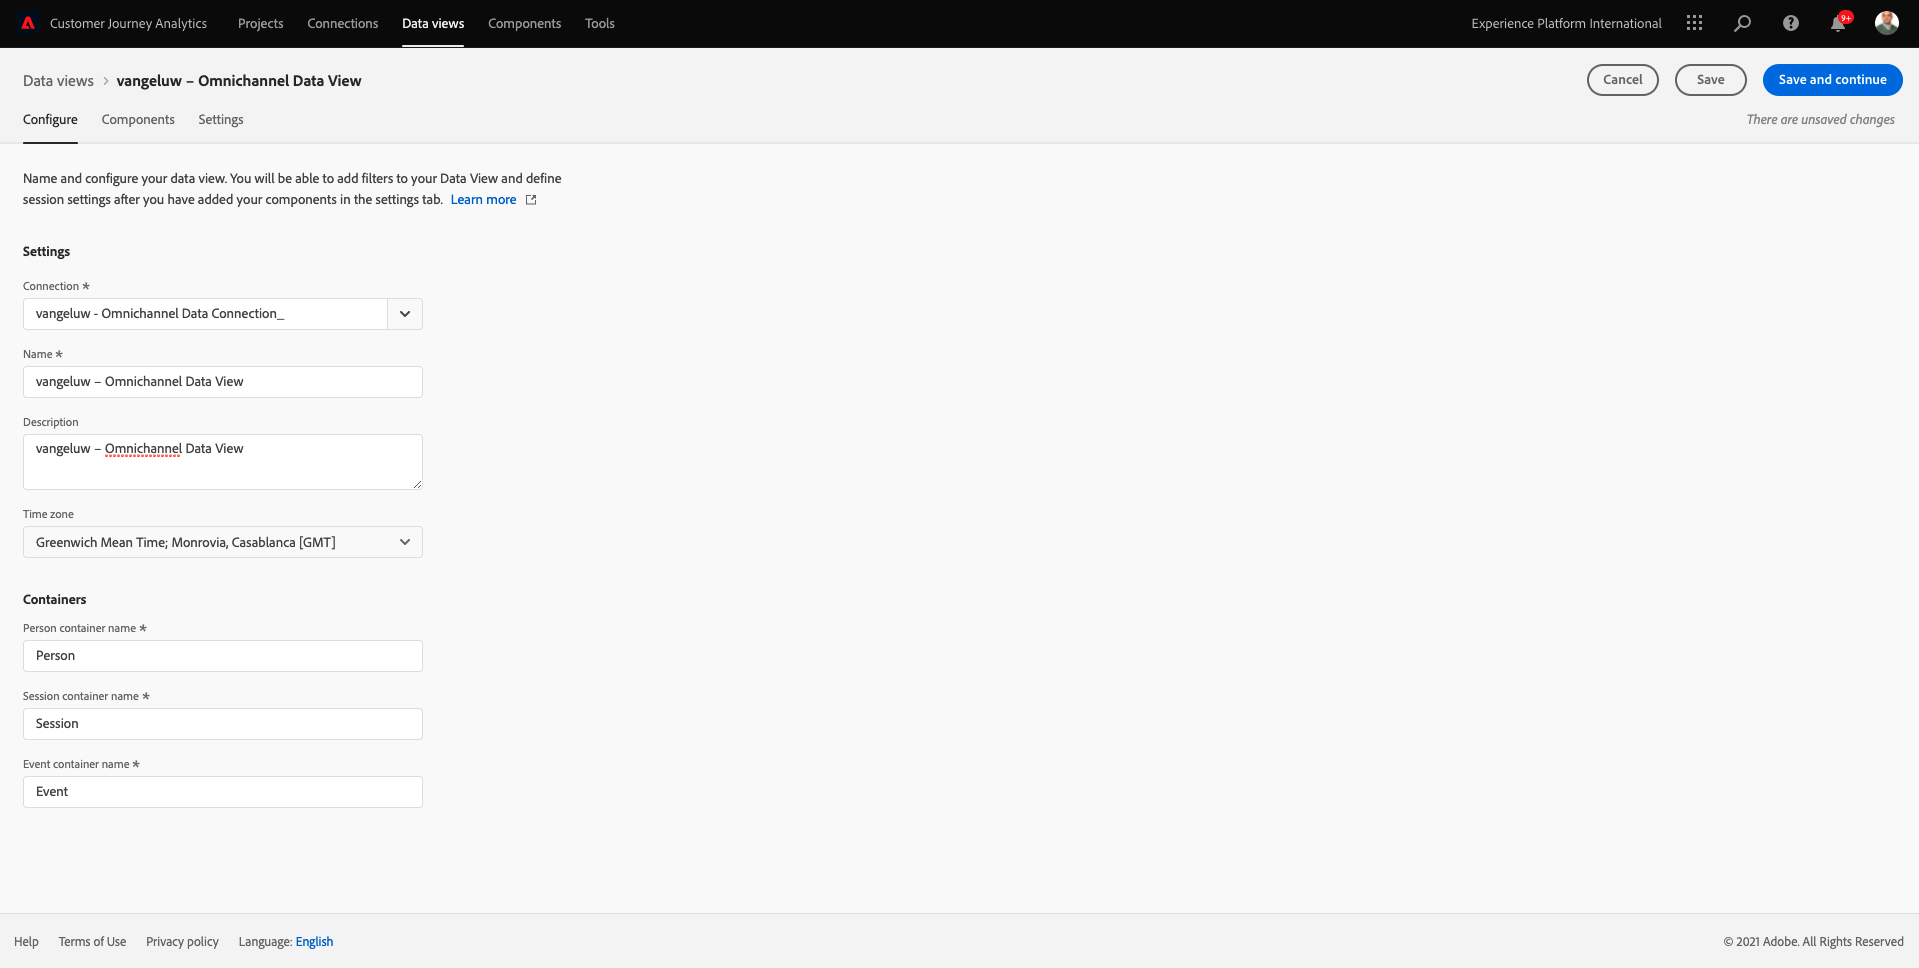 Customer Journey Analytics Projects Connections Data views Components Tools Experience Platform International 9+
Data views > vangeluw – Omnichannel Data View Cancel Save Save and continue
Configure Components Settings There are unsaved changes
Name and configure your data view. You will be able to add filters to your Data View and define
session settings after you have added your components in the settings tab. Learn more
Settings
Connection *
vangeluw - Omnichannel Data Connection_
Name *
vangeluw – Omnichannel Data View
Description
vangeluw – Omnichannel Data View
Time zone
Greenwich Mean Time; Monrovia, Casablanca [GMT]
Containers
Person container name *
Person
Session container name *
Session
Event container name *
Event
Help Terms of Use Privacy policy Language: English © 2021 Adobe. All Rights Reserved